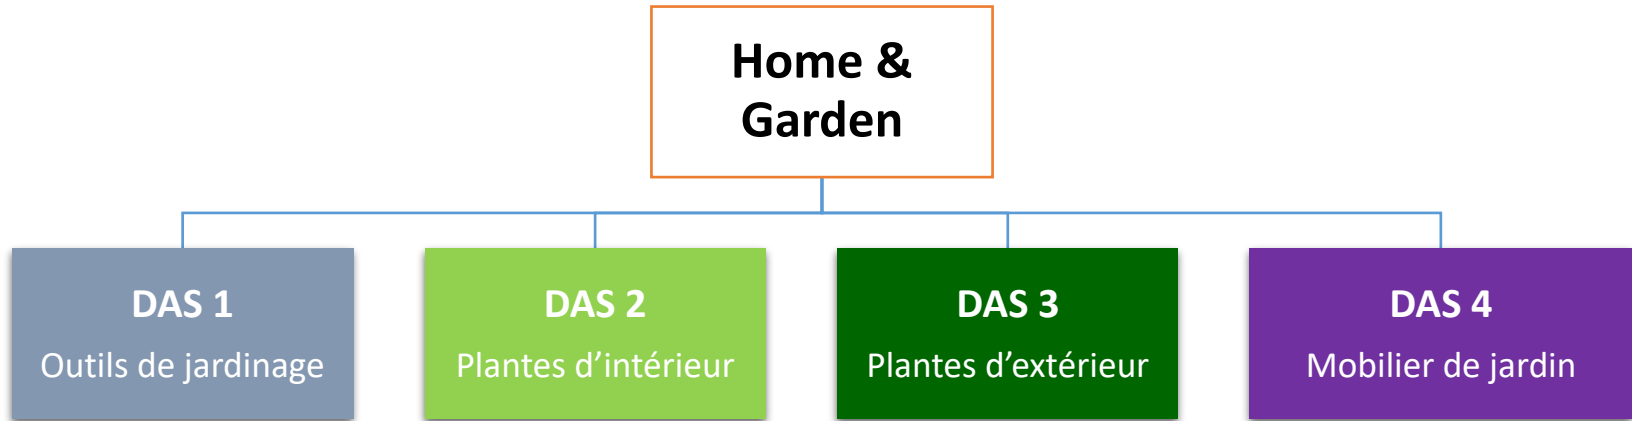 Home &
Garden
DAS 1
Outils de jardinage
DAS 2
Plantes d’intérieur
DAS 3
Plantes d’extérieur
DAS 4
Mobilier de jardin